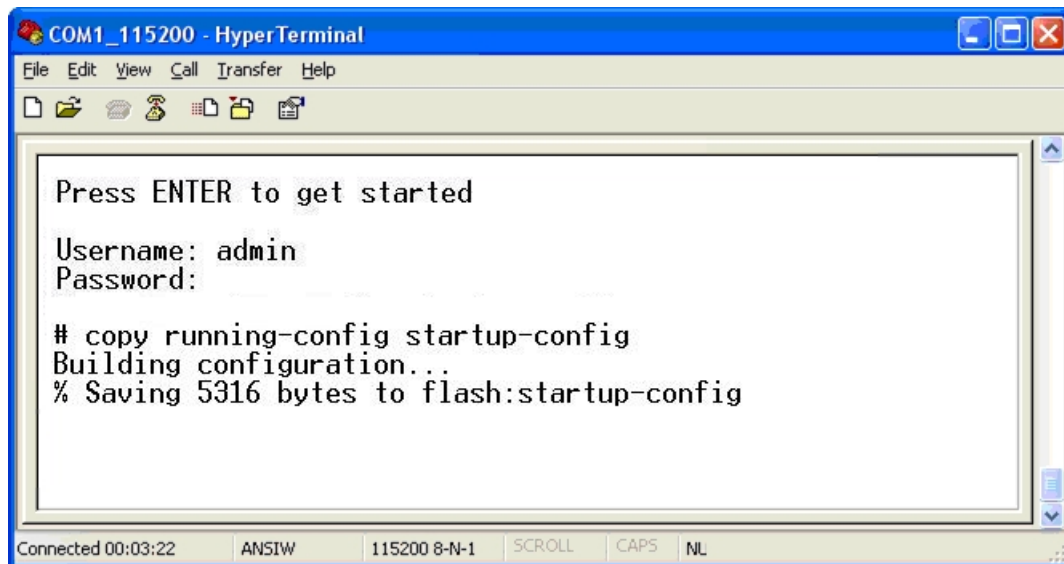 COM1_115200 - HyperTerminal
File Edit View Call Transfer Help
Press ENTER to get started
Username: admin
Password:
# copy running-config startup-config
Building configuration...
% Saving 5316 bytes to flash:startup-config
Connected 00:03:22 ANSIW 115200 8-N-1 SCROLL CAPS NL